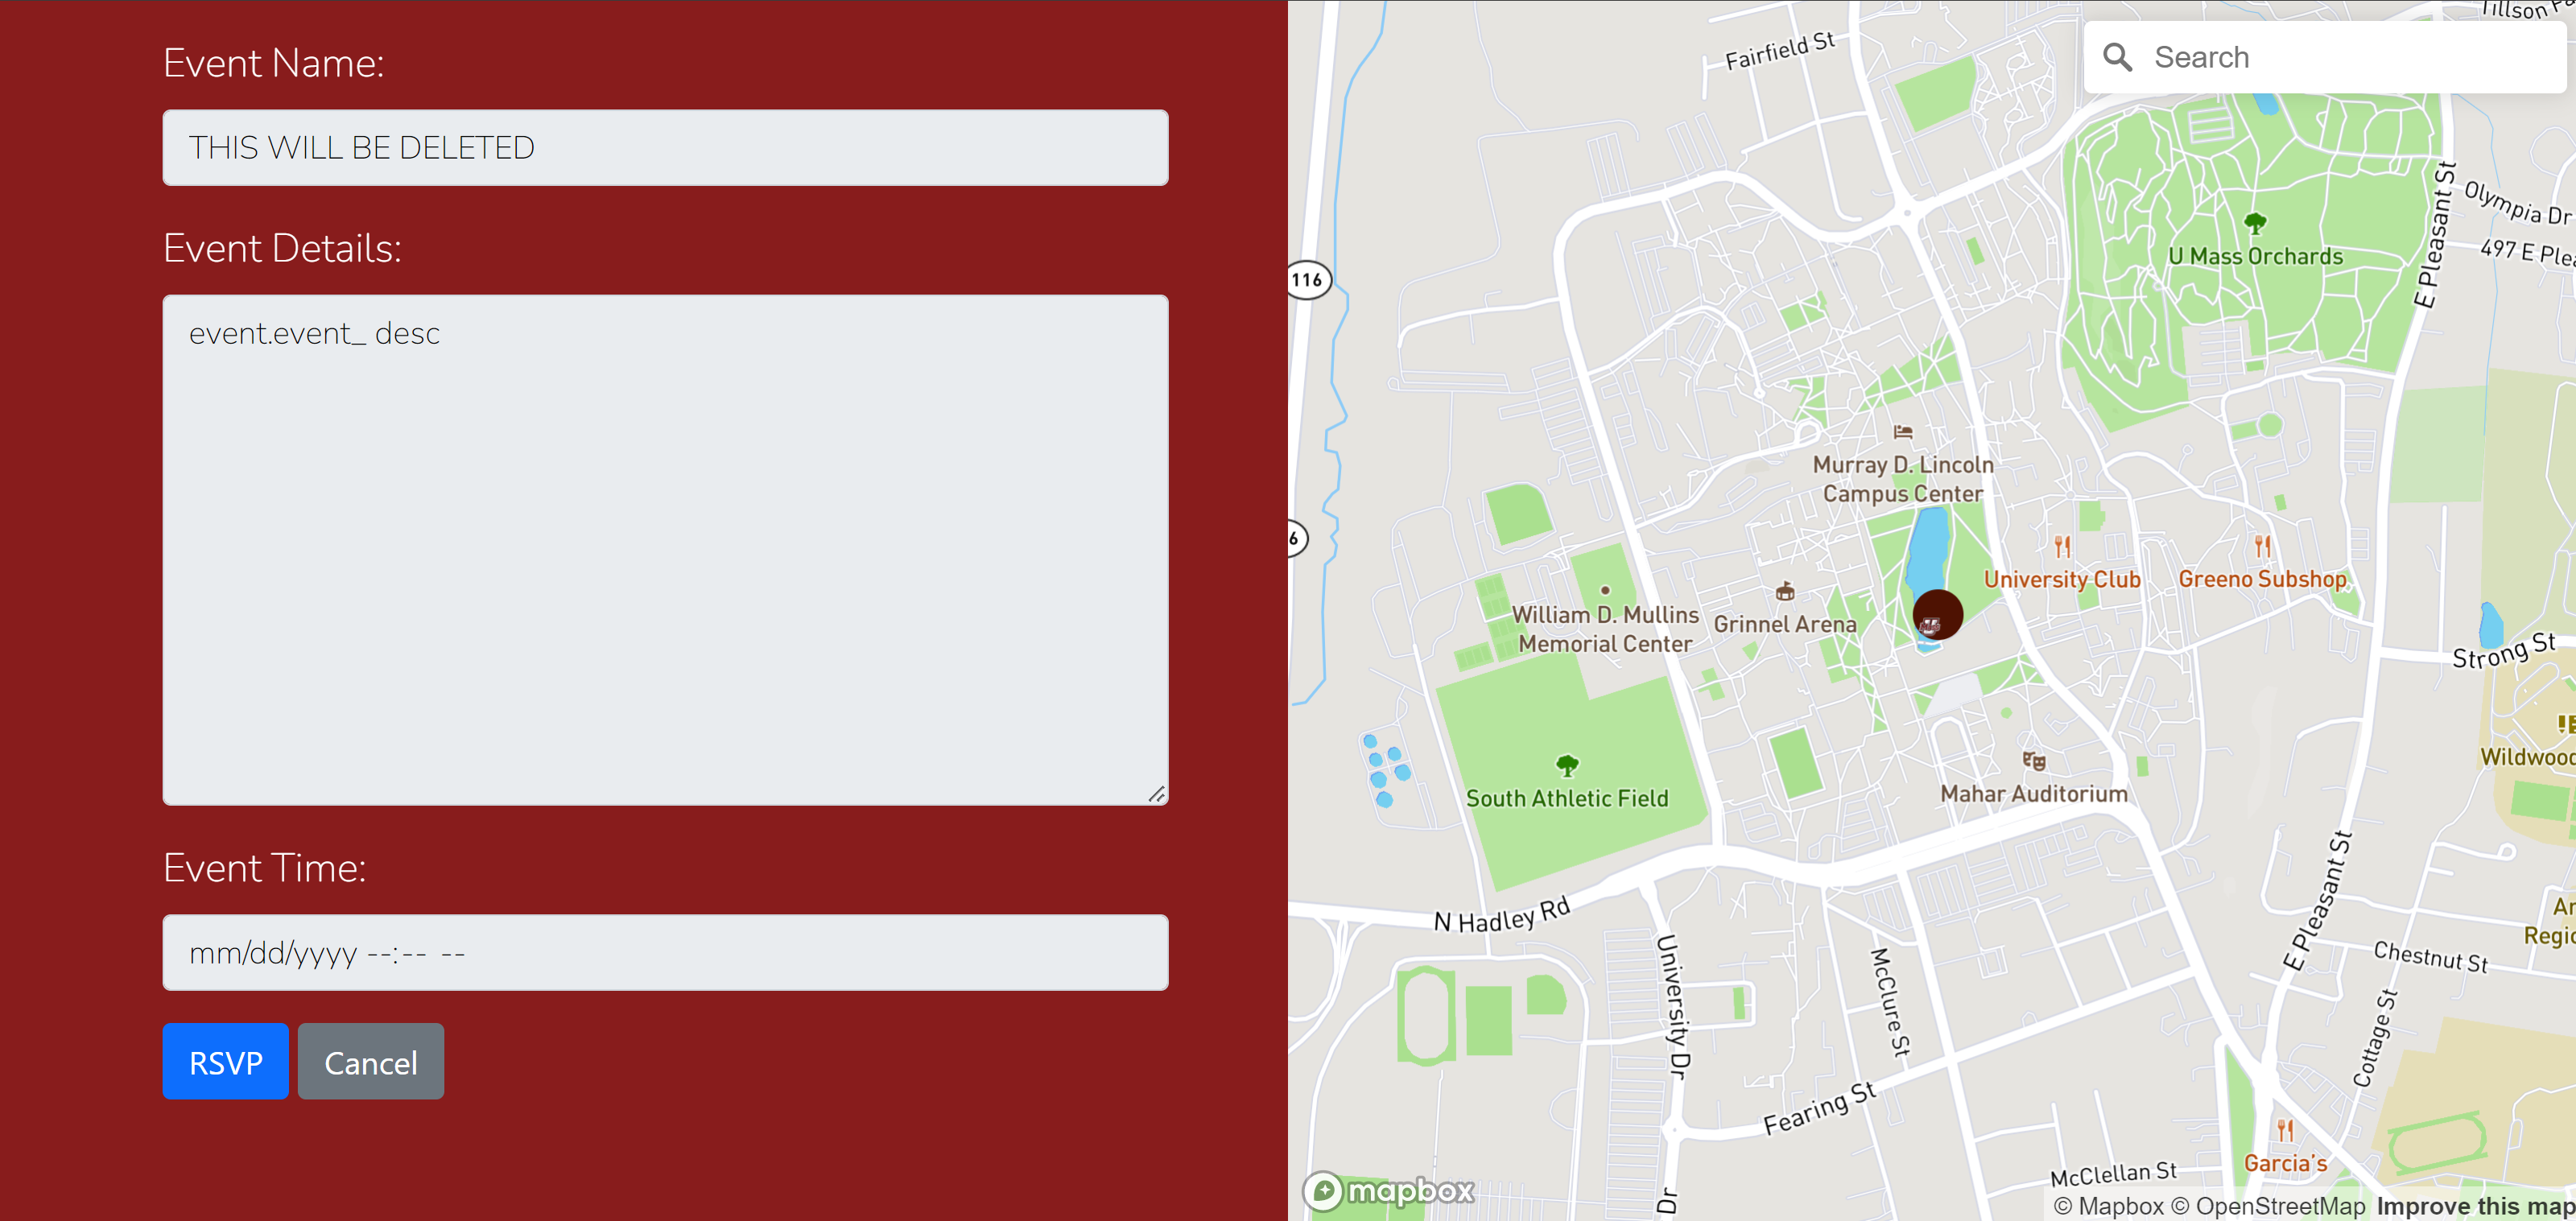 Event Name:
THIS WILL BE DELETED
Event Details:
event.event_ desc
Event Time:
mm/dd/yyyy --:-- --
RSVP
Cancel
Search
Fairfield St
Olympia Dr
E Pleasant St
U Mass Orchards
116
6
Murray D. Lincoln
Campus Center
University Club
Greeno Subshop
William D. Mullins
Memorial Center
Grinnel Arena
Strong St
South Athletic Field
Mahar Auditorium
N Hadley Rd
University Dr
McClure St
E Pleasant St
Chestnut St
Cottage St
Fearing St
Garcia's
McClellan St
Dr
mapbox
© Mapbox © OpenStreetMap Improve this map